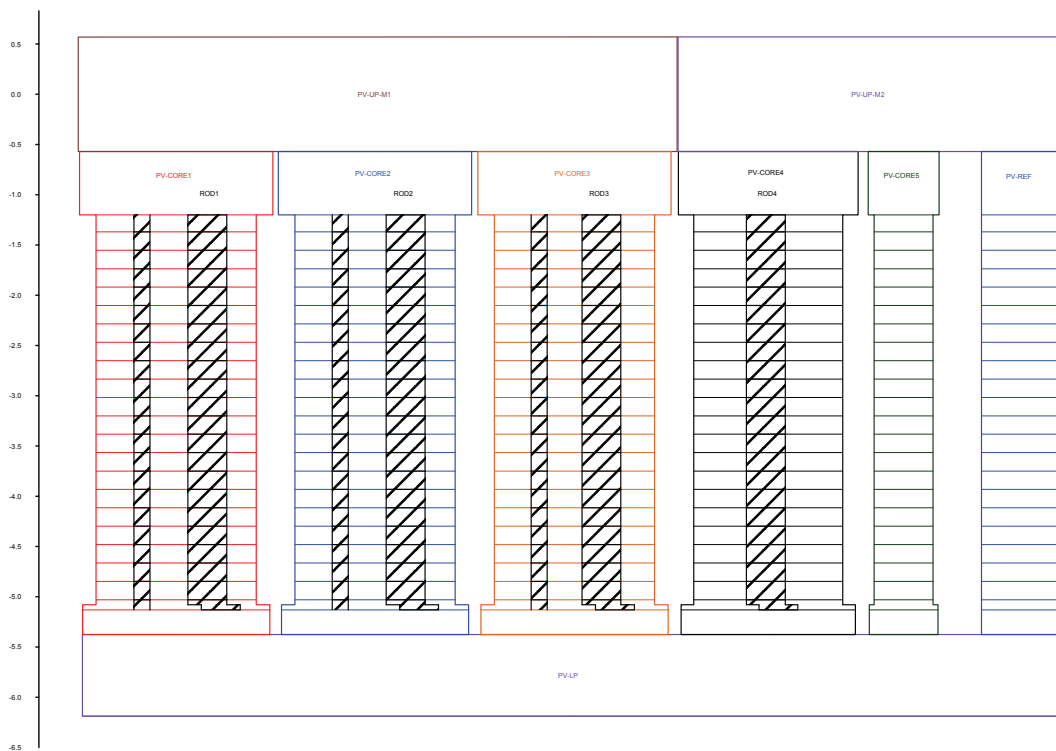 0.5
0.0
PV-UP-M1
PV-UP-M2
-0.5
PV-CORE1
PV-CORE2
PV-CORE3
PV-CORE4
PV-CORE5
PV-REF
-1.0
ROD1
ROD2
ROD3
ROD4
-1.5
-2.0
-2.5
-3.0
-3.5
-4.0
-4.5
-5.0
-5.5
PV-LP
-6.0
-6.5